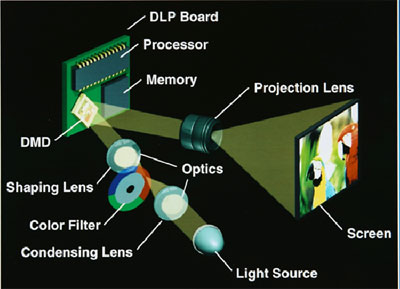 DLP Board
Processor
Memory
Projection Lens
DMD
Optics
Shaping Lens
Color Filter
Condensing Lens
Screen
Light Source